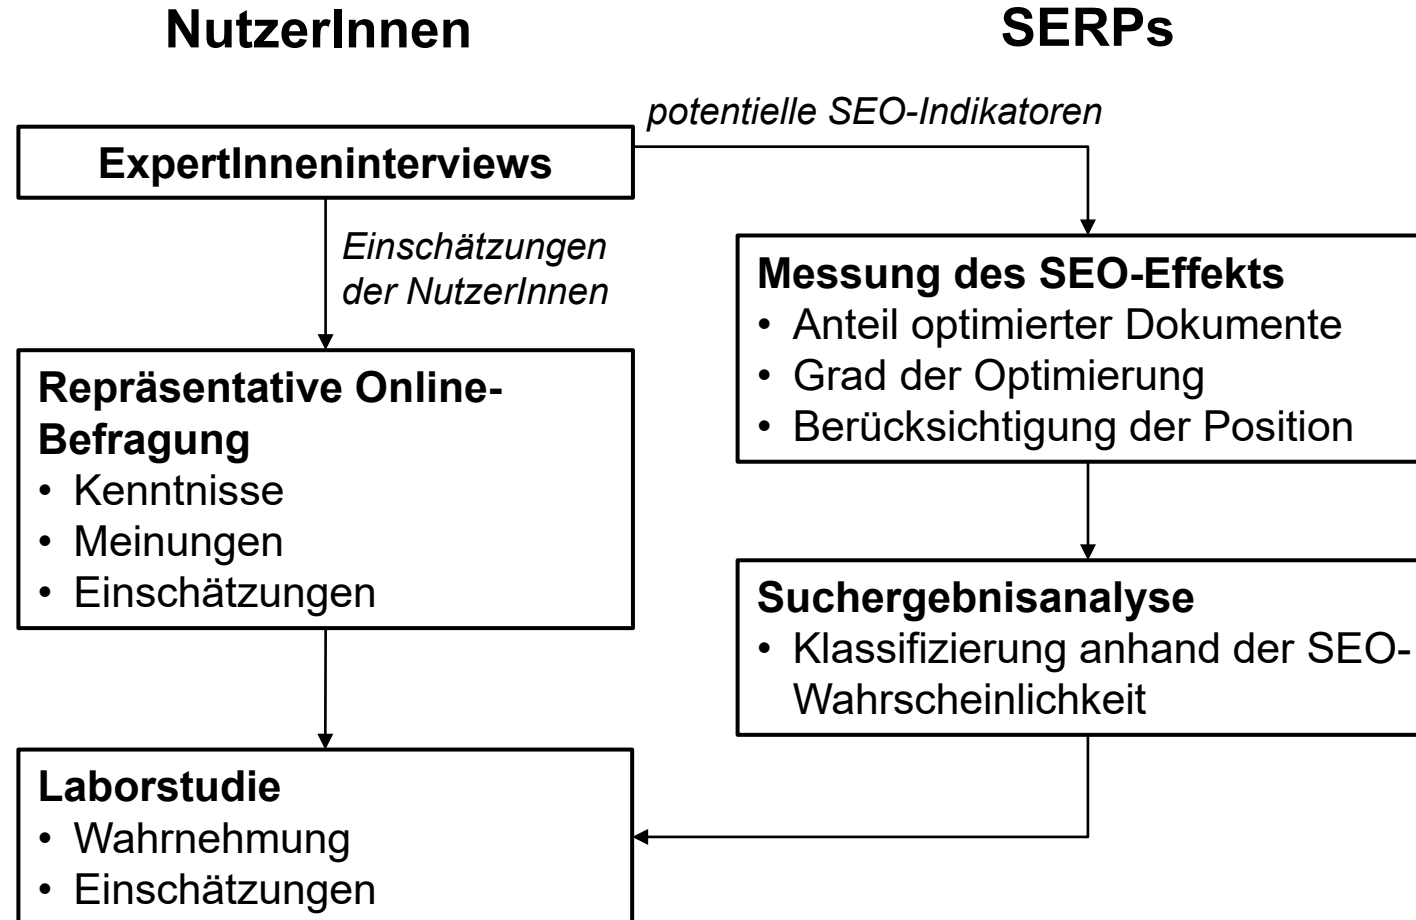 NutzerInnen
SERPs
potentielle SEO-Indikatoren
ExpertInneninterviews
Einschätzungen
der NutzerInnen
Messung des SEO-Effekts
• Anteil optimierter Dokumente
• Grad der Optimierung
• Berücksichtigung der Position
Repräsentative Online-
Befragung
• Kenntnisse
• Meinungen
• Einschätzungen
Suchergebnisanalyse
• Klassifizierung anhand der SEO-
Wahrscheinlichkeit
Laborstudie
• Wahrnehmung
• Einschätzungen